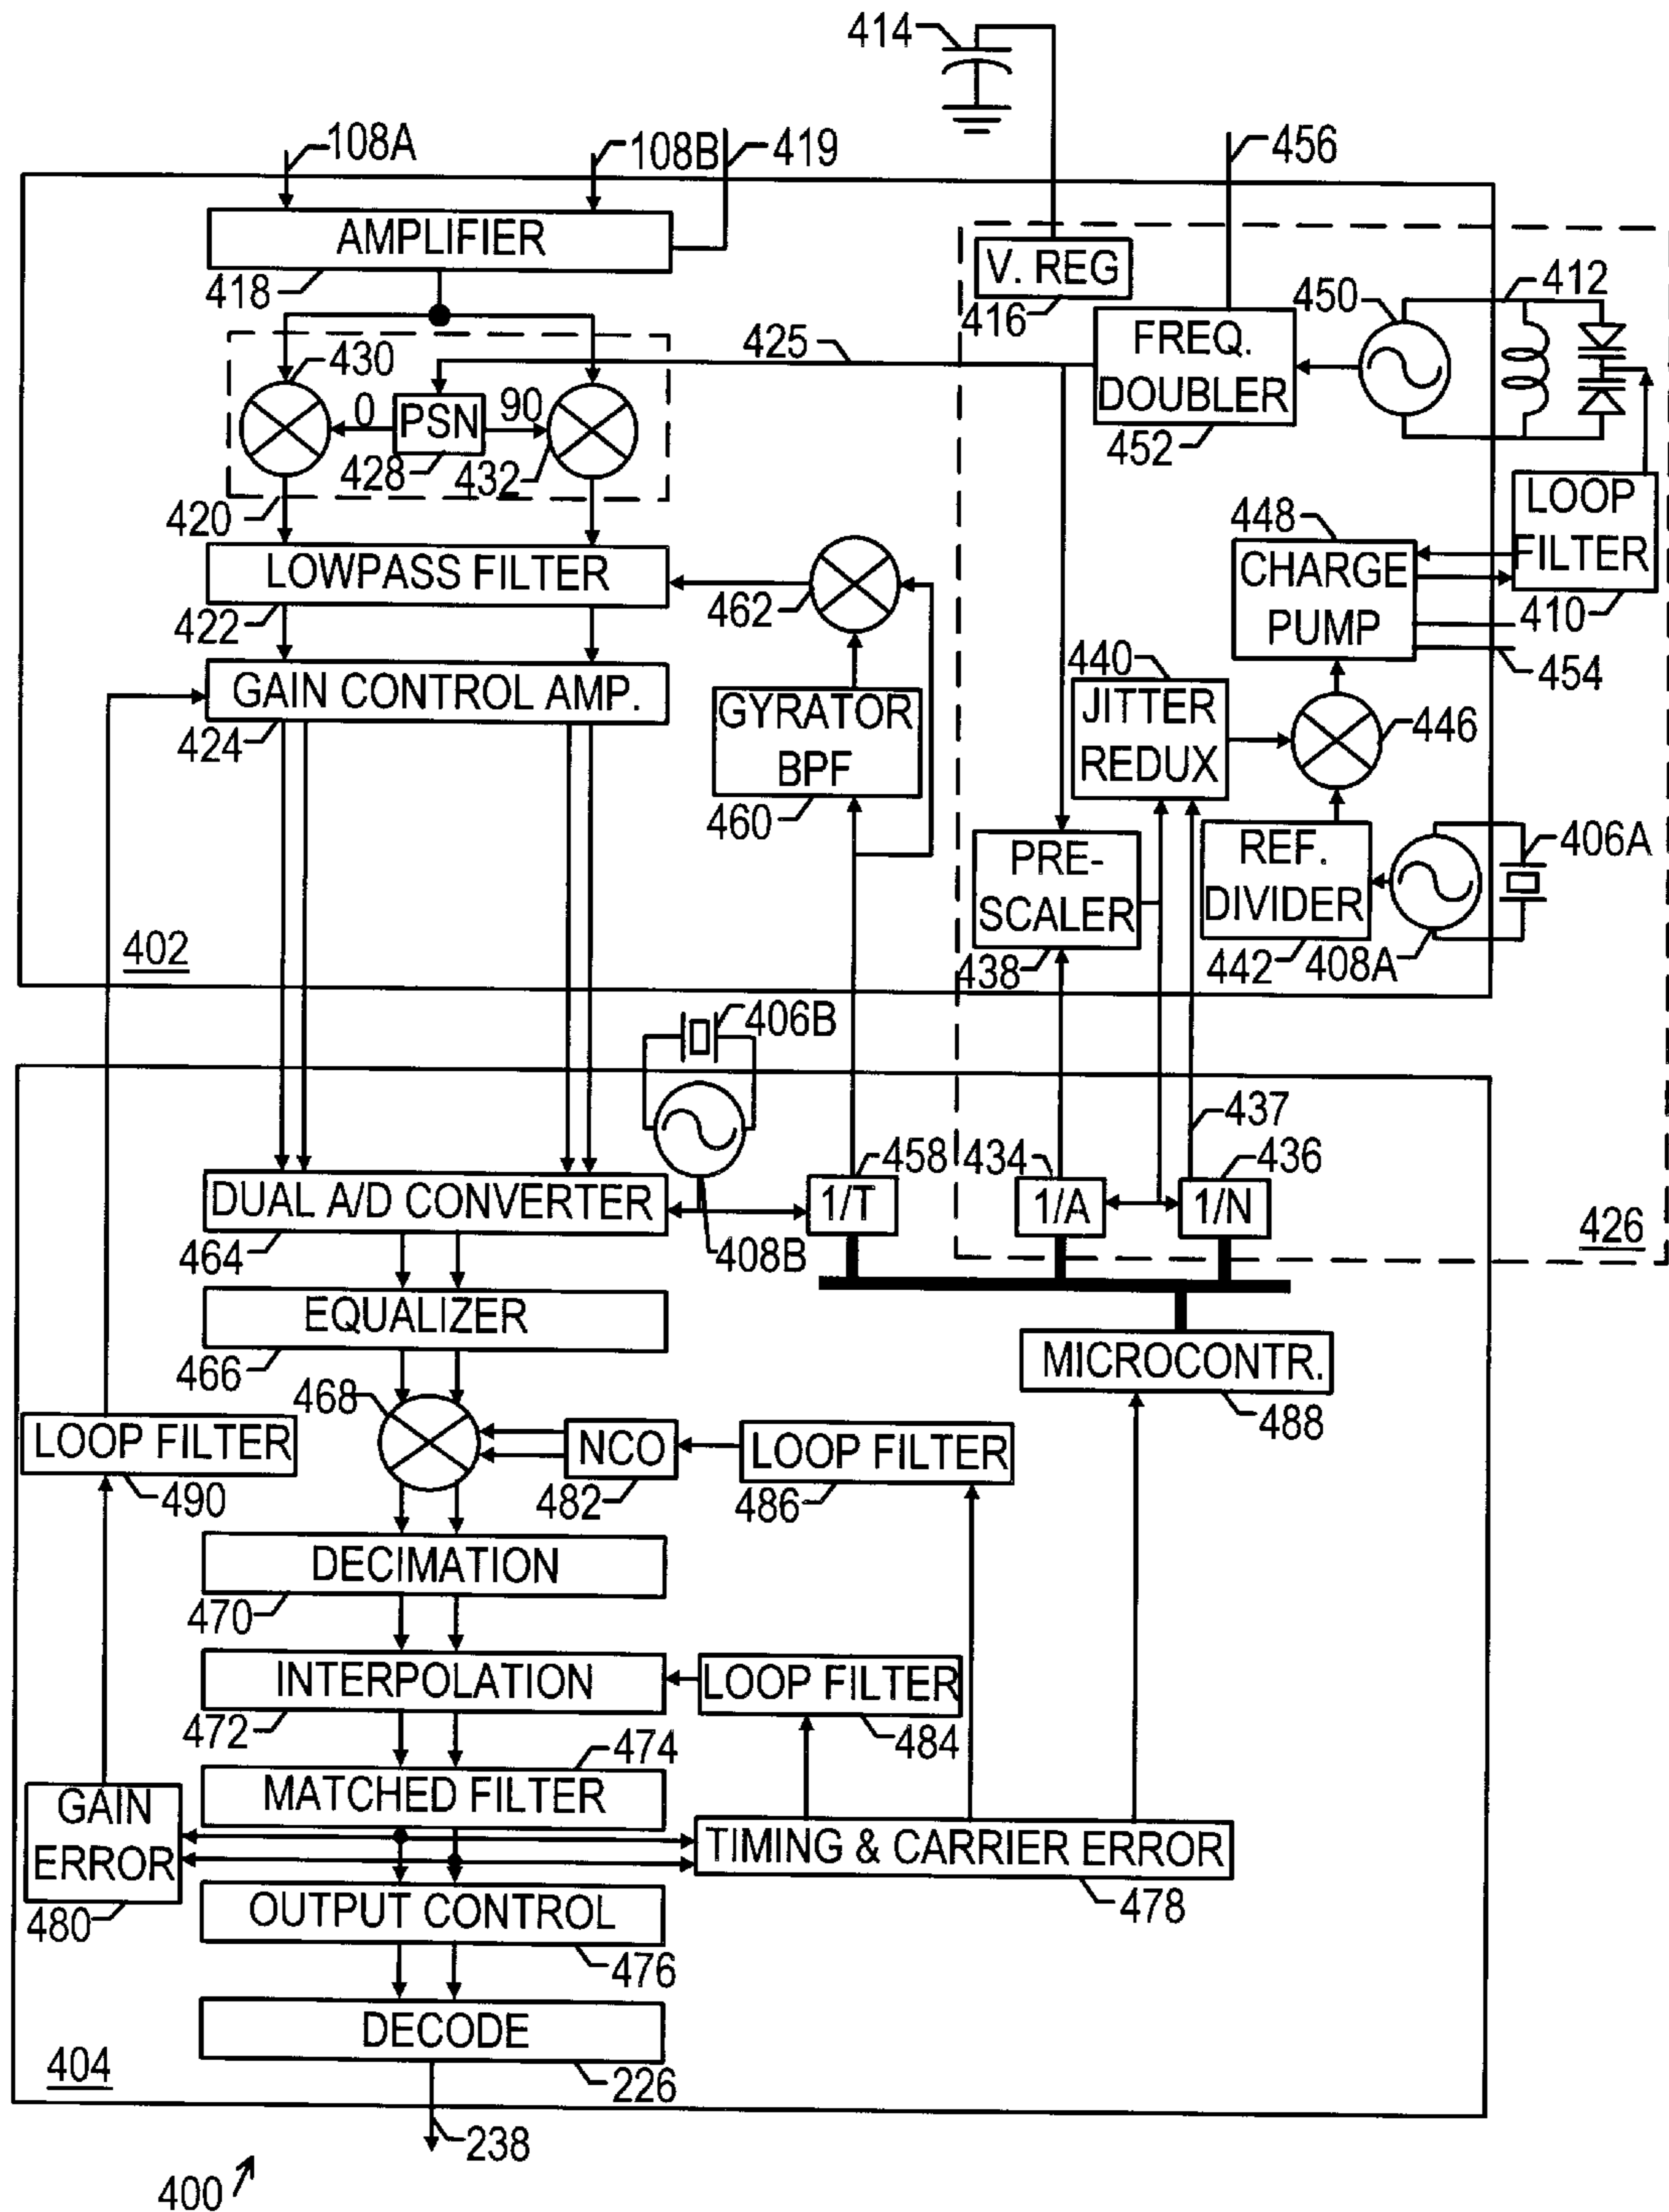 414
108A
108B
419
456
AMPLIFIER
418
V. REG
416
450
412
430
425
FREQ.
DOUBLER
452
0
PSN
90
428
432
420
448
LOOP
FILTER
410
LOWPASS FILTER
422
462
CHARGE
PUMP
454
GAIN CONTROL AMP.
424
440
GYRATOR
BPF
460
JITTER
REDUX
446
PRE-
SCALER
438
REF.
DIVIDER
442
408A
406A
402
406B
437
458
434
436
DUAL A/D CONVERTER
464
408B
1/T
1/A
1/N
426
EQUALIZER
466
MICROCONTR.
488
468
LOOP FILTER
490
NCO
482
LOOP FILTER
486
DECIMATION
470
INTERPOLATION
472
LOOP FILTER
484
474
MATCHED FILTER
GAIN
ERROR
480
TIMING & CARRIER ERROR
478
OUTPUT CONTROL
476
DECODE
226
404
238
400